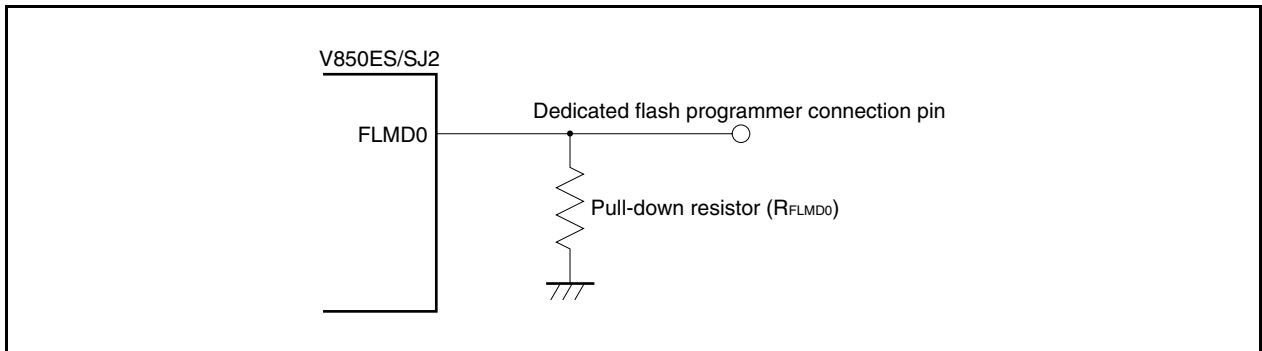 V850ES/SJ2
Dedicated flash programmer connection pin
FLMD0
Pull-down resistor (RFLMD0)